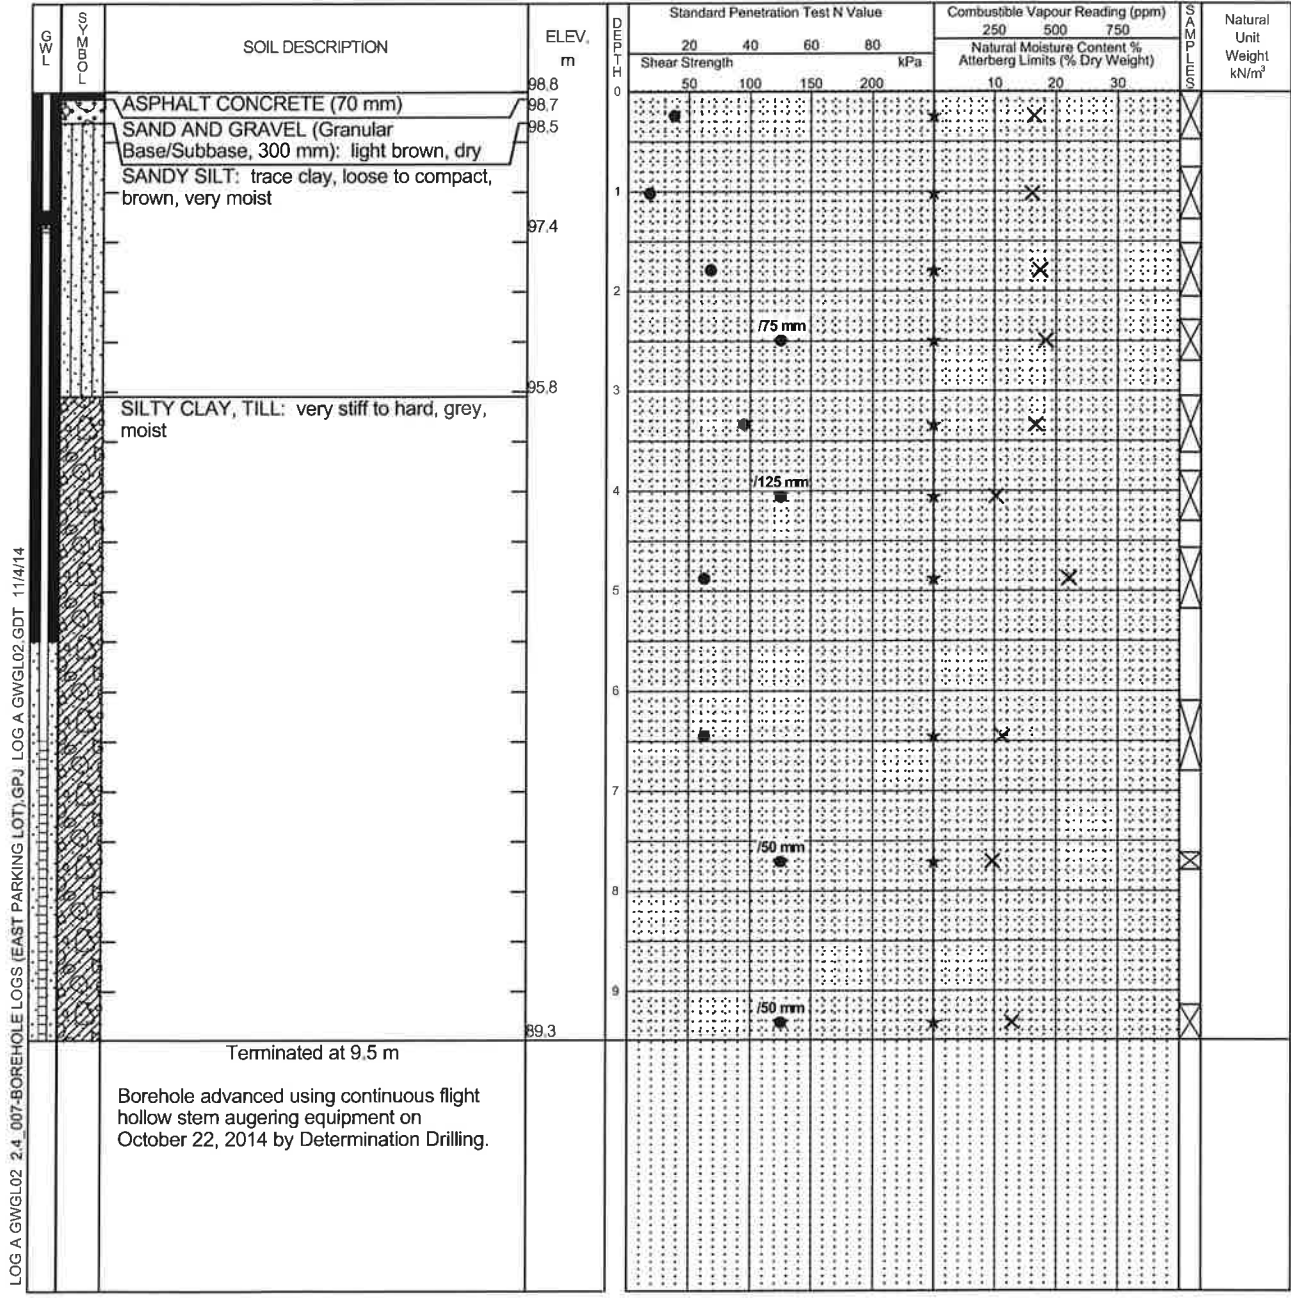 GWL
SYMBOL
SOIL DESCRIPTION
ELEV.
m
DEPTH
Standard Penetration Test N Value
20 40 60 80
Shear Strength kPa
50 100 150 200
Combustible Vapour Reading (ppm)
250 500 750
Natural Moisture Content %
Atterberg Limits (% Dry Weight)
10 20 30
SAMPLES
Natural
Unit
Weight
kN/m³
98.8
0
ASPHALT CONCRETE (70 mm)
98.7
SAND AND GRAVEL (Granular
Base/Subbase, 300 mm): light brown, dry
98.5
SANDY SILT: trace clay, loose to compact,
brown, very moist
1
97.4
2
/75 mm
95.8
3
SILTY CLAY, TILL: very stiff to hard, grey,
moist
/125 mm
4
5
6
7
/50 mm
8
9
/50 mm
89.3
Terminated at 9.5 m
Borehole advanced using continuous flight
hollow stem augering equipment on
October 22, 2014 by Determination Drilling.
LOG A GWGL02 2.4_007-BOREHOLE LOGS (EAST PARKING LOT).GPJ LOG A GWGL02.GDT 11/4/14